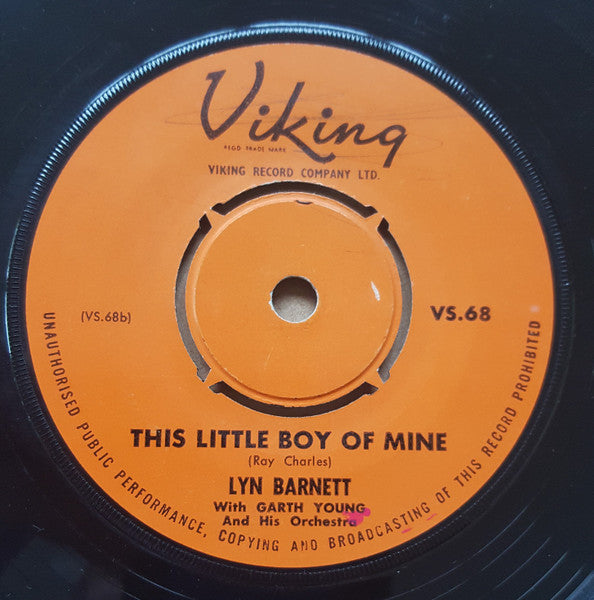 Viking
REGD TRADE MARK
VIKING RECORD COMPANY LTD.
(VS.68b)
VS.68
THIS LITTLE BOY OF MINE
(Ray Charles)
LYN BARNETT
With GARTH YOUNG
And His Orchestra
UNAUTHORISED PUBLIC PERFORMANCE, COPYING AND BROADCASTING OF THIS RECORD PROHIBITED